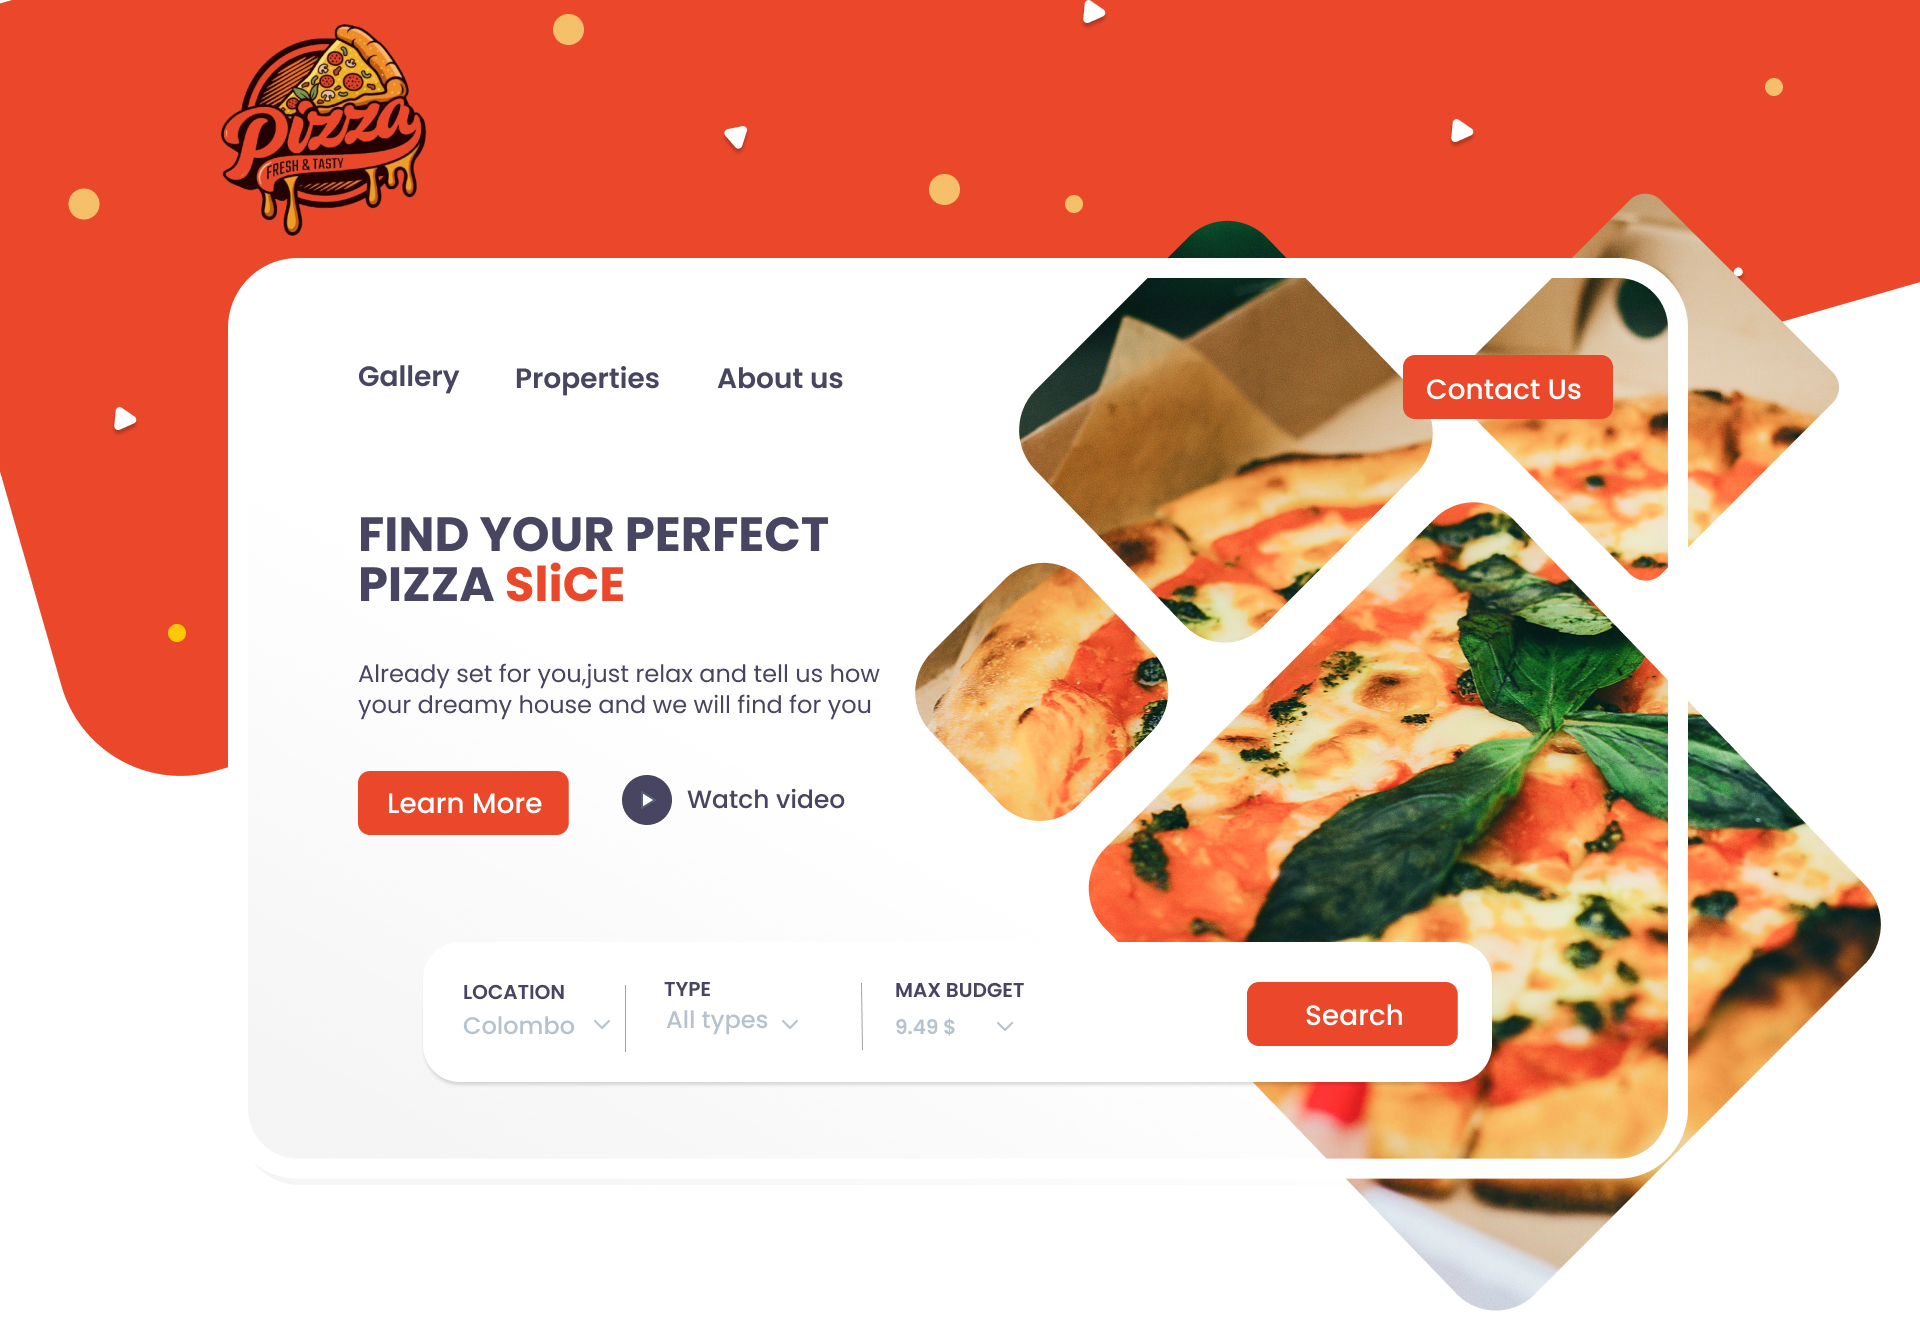 Pizza
FRESH & TASTY
Gallery Properties About us
Contact Us
FIND YOUR PERFECT
PIZZA SliCE
Already set for you,just relax and tell us how
your dreamy house and we will find for you
Learn More
Watch video
LOCATION TYPE MAX BUDGET
Colombo All types 9.49 $
Search